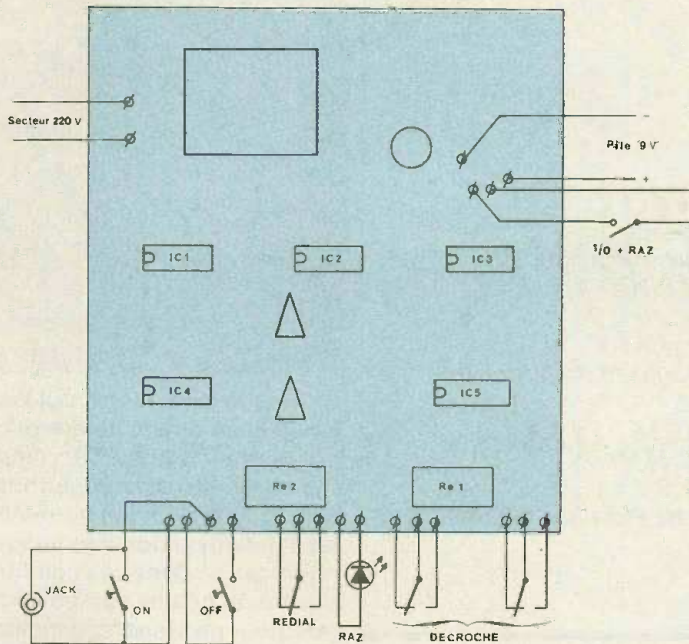 Secteur 220 V
−
Pile 9 V
+
I/O + RAZ
IC1
IC2
IC3
IC4
IC5
Re 2
Re 1
JACK
ON
OFF
REDIAL
RAZ
DECROCHE